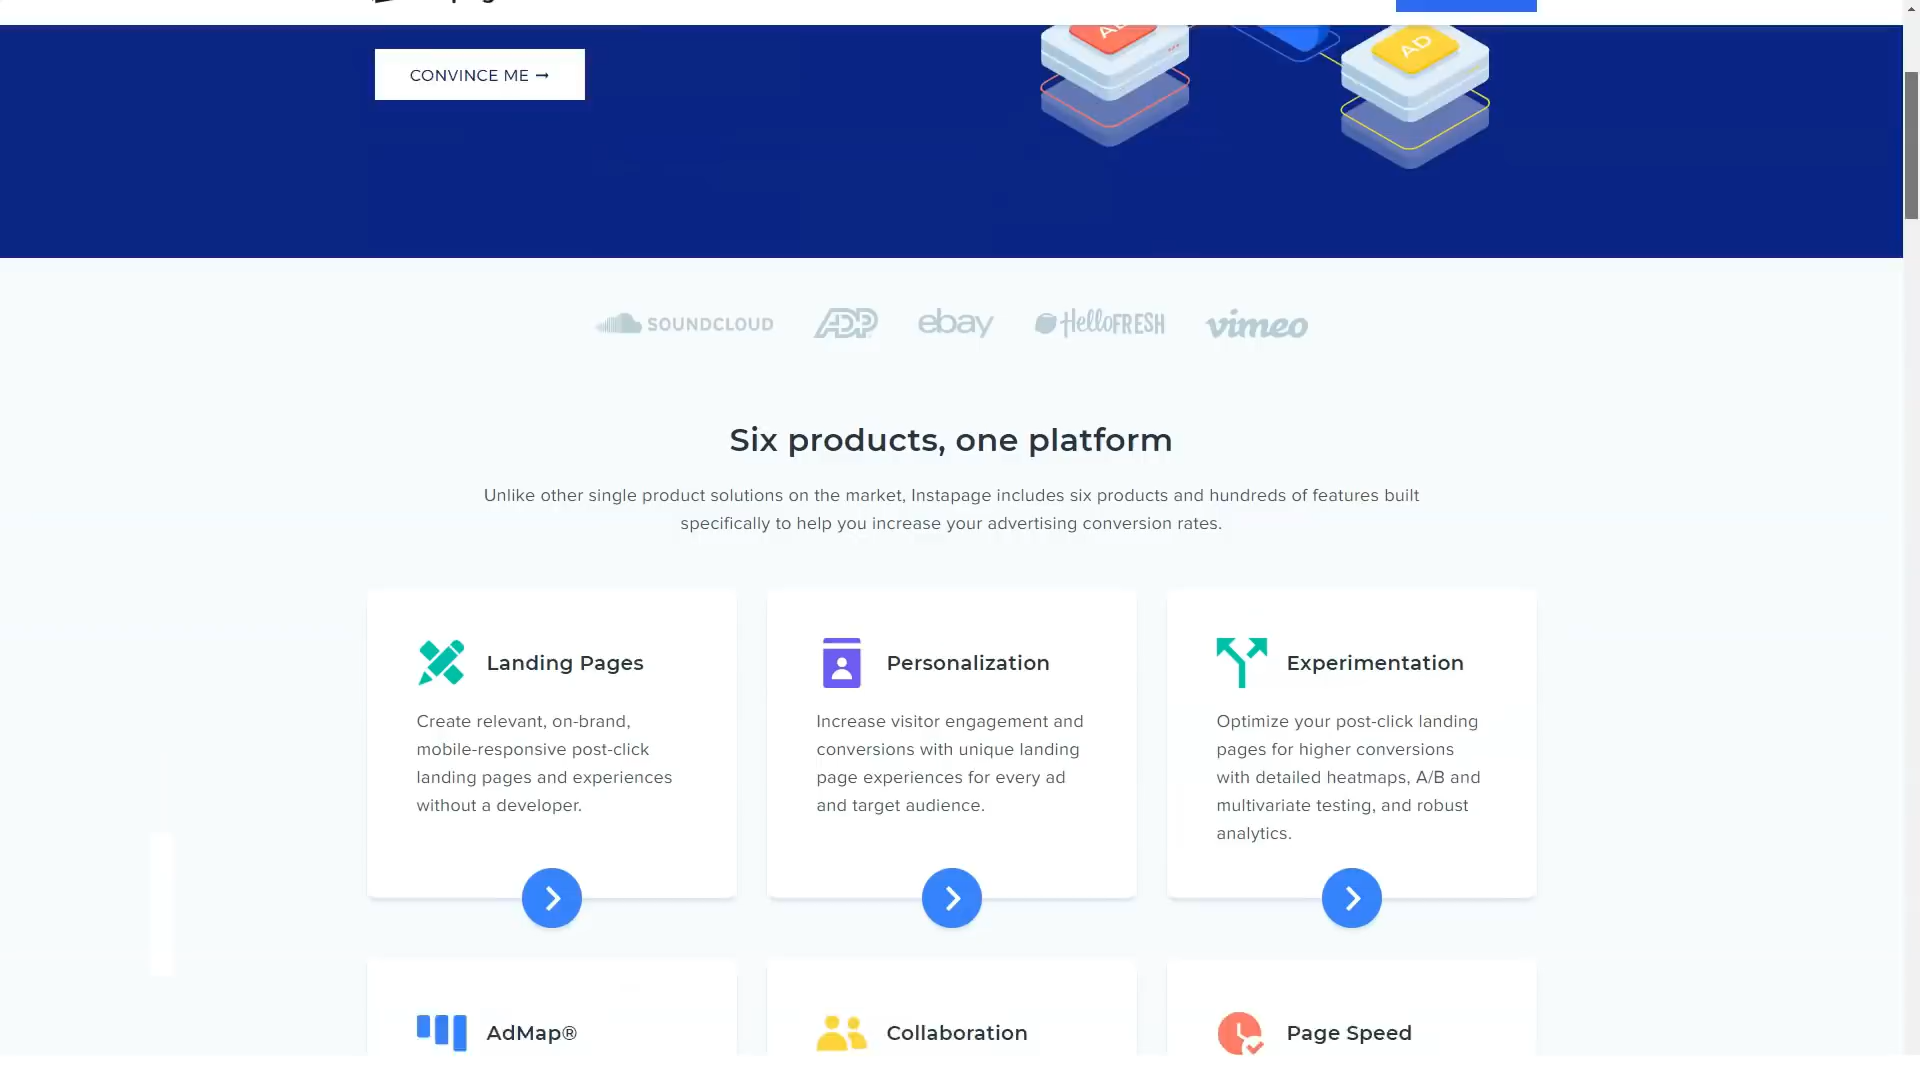 CONVINCE ME →
AD
SOUNDCLOUD
ADP
ebay
HelloFRESH
vimeo
Six products, one platform
Unlike other single product solutions on the market, Instapage includes six products and hundreds of features built
specifically to help you increase your advertising conversion rates.
Landing Pages
Create relevant, on-brand,
mobile-responsive post-click
landing pages and experiences
without a developer.
Personalization
Increase visitor engagement and
conversions with unique landing
page experiences for every ad
and target audience.
Experimentation
Optimize your post-click landing
pages for higher conversions
with detailed heatmaps, A/B and
multivariate testing, and robust
analytics.
AdMap®
Collaboration
Page Speed